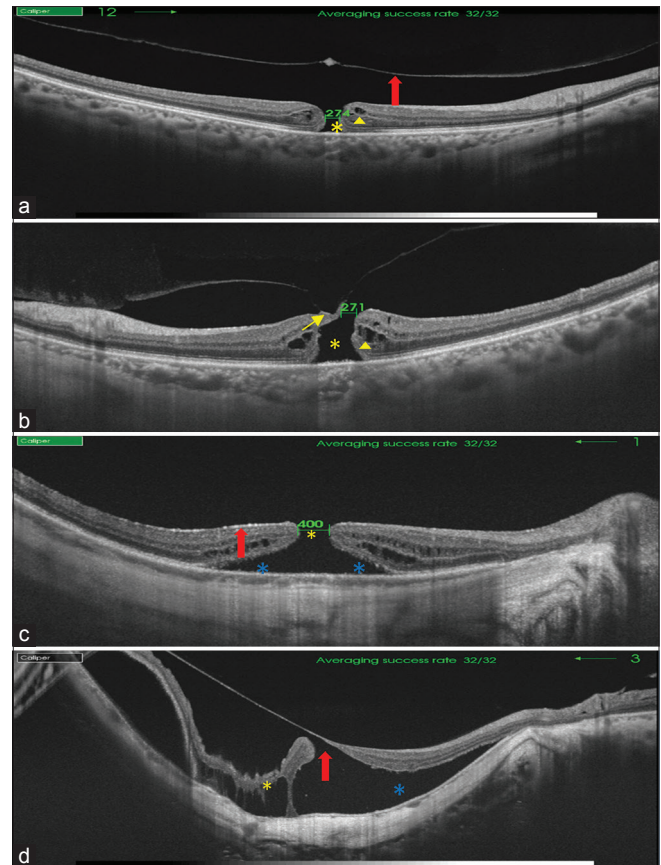 Caliper 12 → Averaging success rate 32/32
274
a
271
b
Caliper Averaging success rate 32/32 ← 1
400
c
Caliper Averaging success rate 32/32 ← 3
d